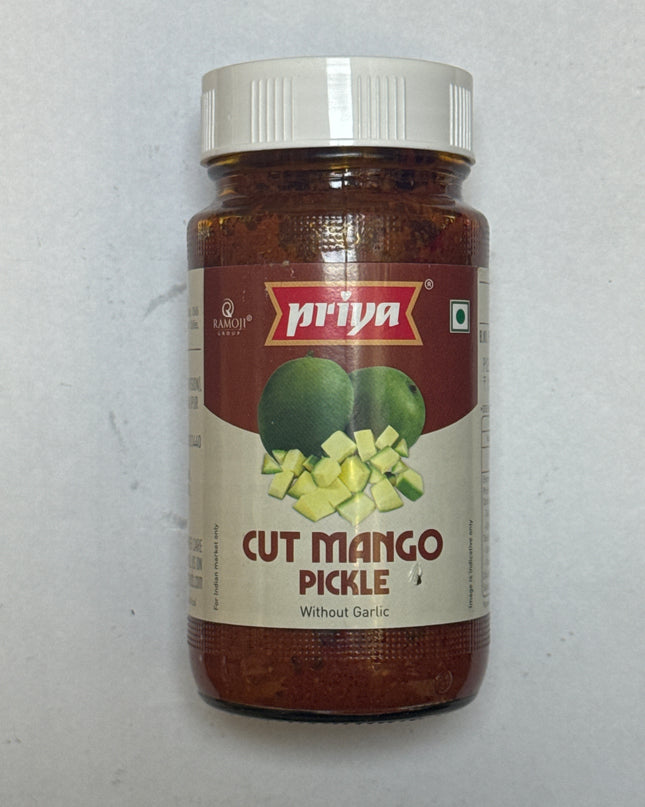 priya®
RAMOJI®
GROUP
CUT MANGO
PICKLE
Without Garlic
For Indian market only
Image is indicative only